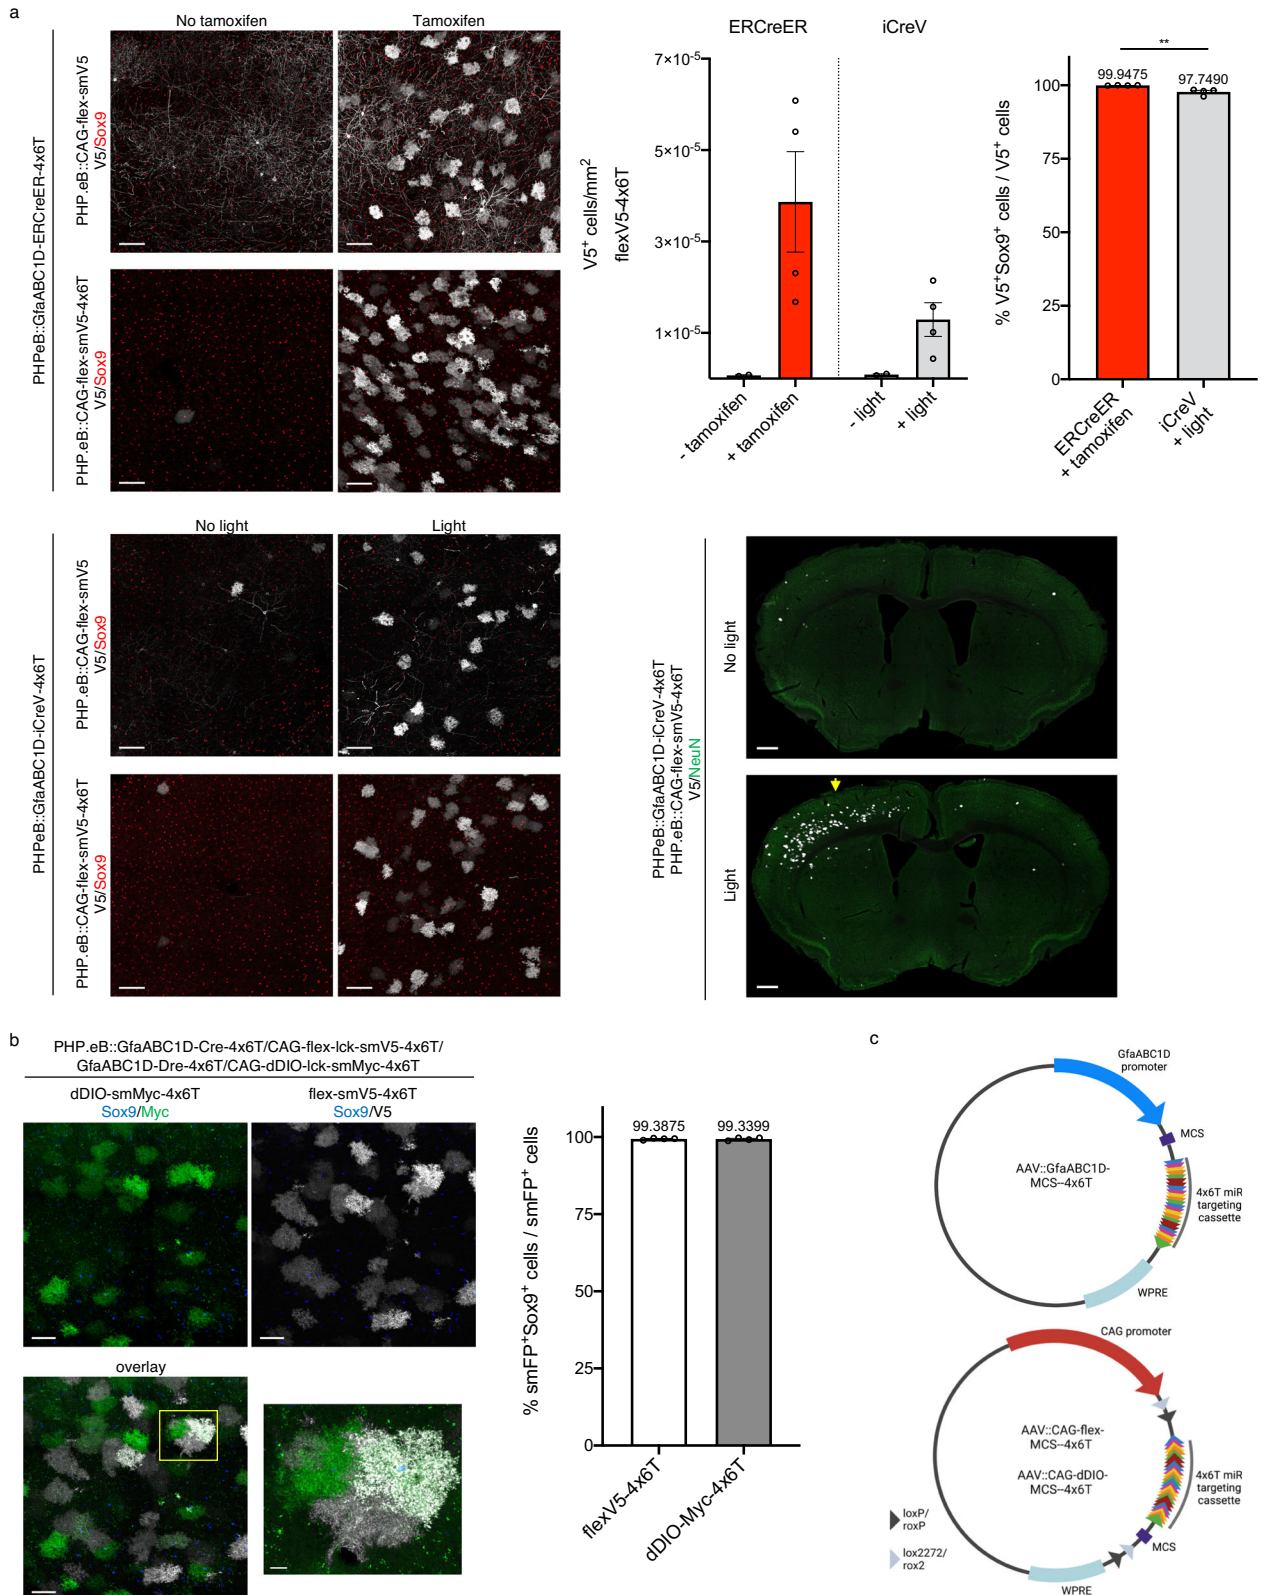 a
No tamoxifen
Tamoxifen
PHPeB::GfaABC1D-ERCreER-4x6T
PHP.eB::CAG-flex-smV5
V5/Sox9
PHP.eB::CAG-flex-smV5-4x6T
V5/Sox9
ERCreER
iCreV
V5+ cells/mm2
flexV5-4x6T
7×10-5
5×10-5
3×10-5
1×10-5
- tamoxifen
+ tamoxifen
- light
+ light
**
99.9475
97.7490
% V5+Sox9+ cells / V5+ cells
100
75
50
25
0
ERCreER
+ tamoxifen
iCreV
+ light
No light
Light
PHPeB::GfaABC1D-iCreV-4x6T
PHP.eB::CAG-flex-smV5
V5/Sox9
PHP.eB::CAG-flex-smV5-4x6T
V5/Sox9
PHPeB::GfaABC1D-iCreV-4x6T
PHP.eB::CAG-flex-smV5-4x6T
V5/NeuN
No light
Light
b
PHP.eB::GfaABC1D-Cre-4x6T/CAG-flex-lck-smV5-4x6T/
GfaABC1D-Dre-4x6T/CAG-dDIO-lck-smMyc-4x6T
dDIO-smMyc-4x6T
Sox9/Myc
flex-smV5-4x6T
Sox9/V5
overlay
% smFP+Sox9+ cells / smFP+ cells
99.3875
99.3399
100
75
50
25
0
flexV5-4x6T
dDIO-Myc-4x6T
c
GfaABC1D
promoter
MCS
AAV::GfaABC1D-
MCS--4x6T
4x6T miR
targeting
cassette
WPRE
CAG promoter
AAV::CAG-flex-
MCS--4x6T
AAV::CAG-dDIO-
MCS--4x6T
4x6T miR
targeting
cassette
loxP/
roxP
lox2272/
rox2
MCS
WPRE